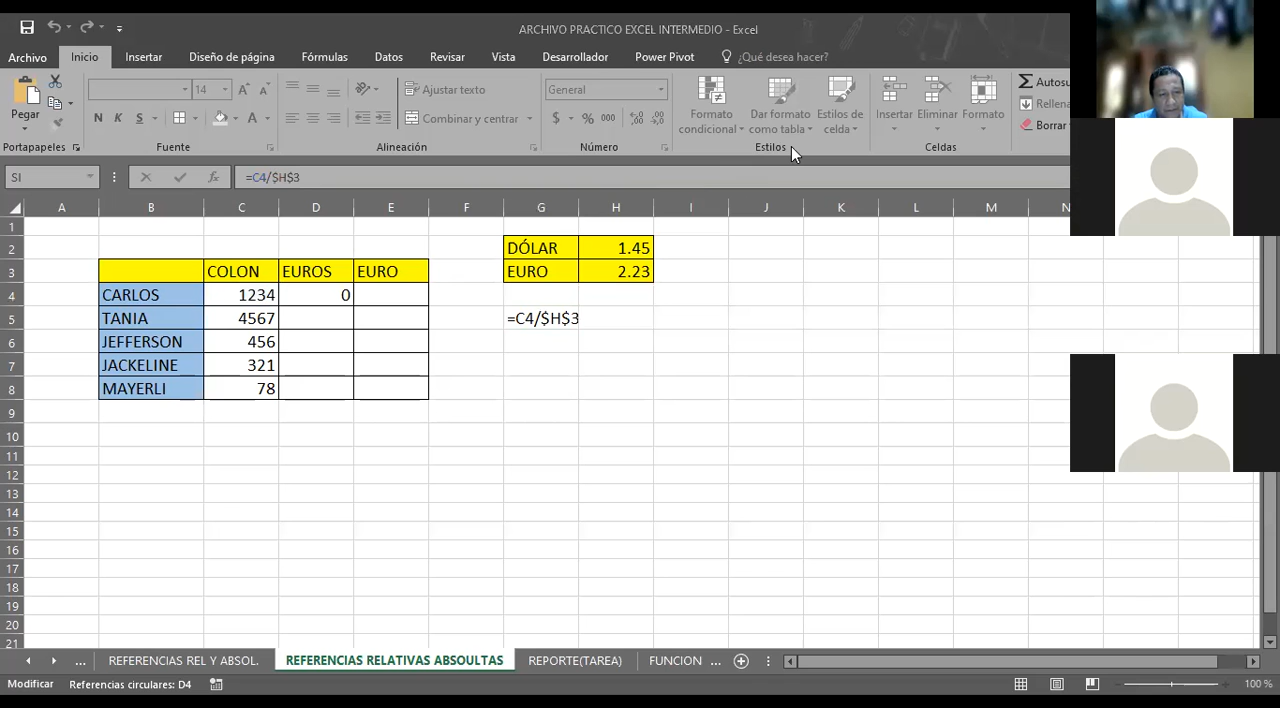 ARCHIVO PRACTICO EXCEL INTERMEDIO - Excel
Archivo Inicio Insertar Diseño de página Fórmulas Datos Revisar Vista Desarrollador Power Pivot ¿Qué desea hacer?
Pegar
14
N K S
Ajustar texto
Combinar y centrar
General
$ % 000
Formato condicional
Dar formato como tabla
Estilos de celda
Insertar Eliminar Formato
Autosu
Rellena
Borrar
Portapapeles Fuente Alineación Número Estilos Celdas
SI fx =C4/$H$3
A B C D E F G H I J K L M N
1
2 DÓLAR 1.45
3 COLON EUROS EURO EURO 2.23
4 CARLOS 1234 0
5 TANIA 4567 =C4/$H$3
6 JEFFERSON 456
7 JACKELINE 321
8 MAYERLI 78
9
10
11
12
13
14
15
16
17
18
19
20
21
... REFERENCIAS REL Y ABSOL. REFERENCIAS RELATIVAS ABSOULTAS REPORTE(TAREA) FUNCION ...
Modificar Referencias circulares: D4 100 %